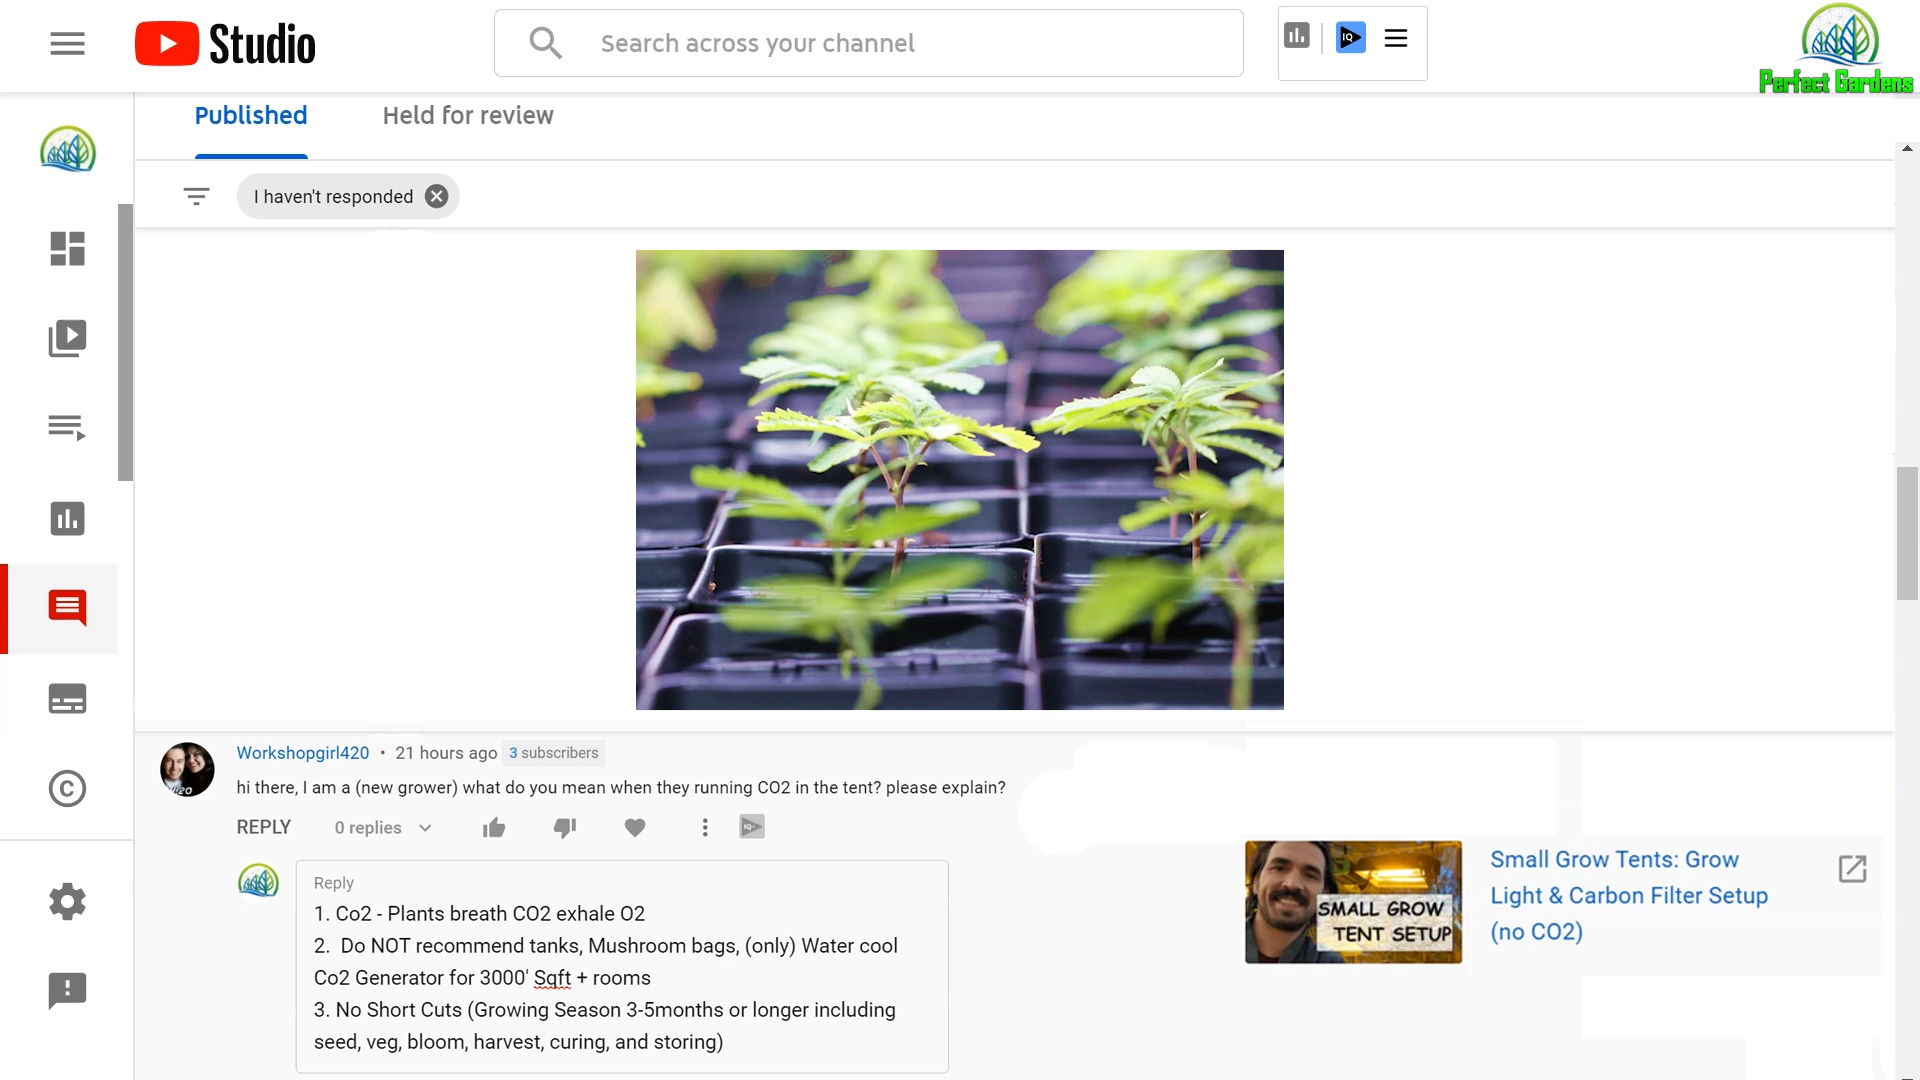 Studio
Search across your channel
IQ
Perfect Gardens
Published
Held for review
I haven't responded
Workshopgirl420 • 21 hours ago 3 subscribers
hi there, I am a (new grower) what do you mean when they running CO2 in the tent? please explain?
REPLY 0 replies
Reply
1. Co2 - Plants breath CO2 exhale O2
2. Do NOT recommend tanks, Mushroom bags, (only) Water cool
Co2 Generator for 3000' Sqft + rooms
3. No Short Cuts (Growing Season 3-5months or longer including
seed, veg, bloom, harvest, curing, and storing)
SMALL GROW
TENT SETUP
Small Grow Tents: Grow
Light & Carbon Filter Setup
(no CO2)